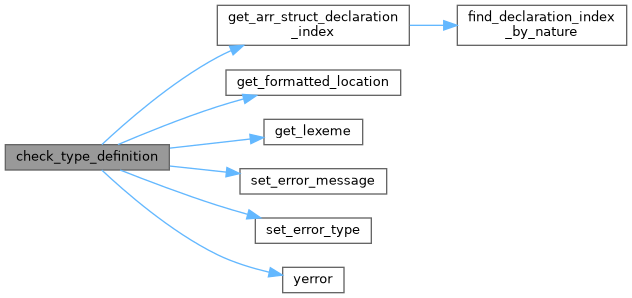 get_arr_struct_declaration
_index
find_declaration_index
_by_nature
get_formatted_location
get_lexeme
check_type_definition
set_error_message
set_error_type
yerror